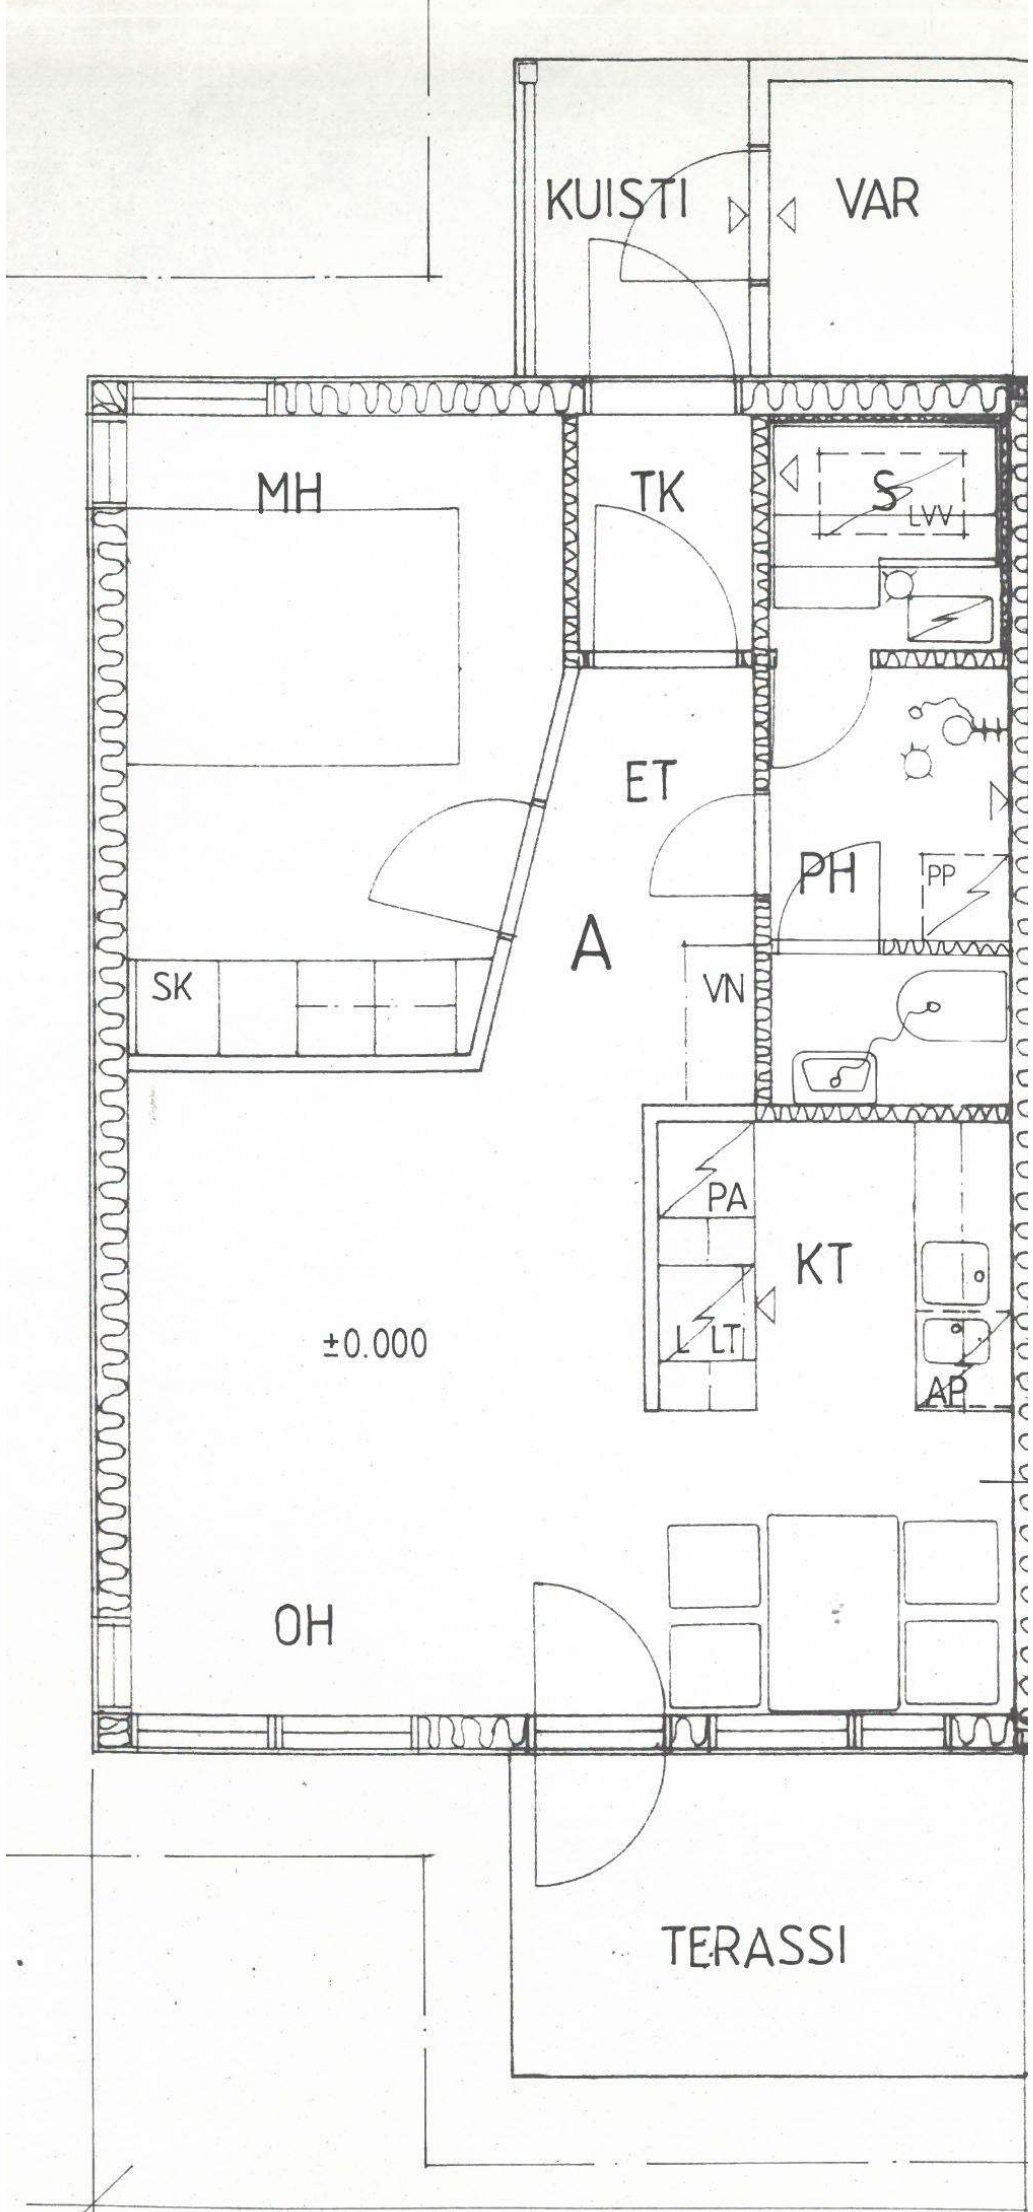 KUISTI
VAR
MH
TK
S
LVV
ET
PH
PP
A
SK
VN
PA
KT
±0.000
L LT
AP
OH
TERASSI